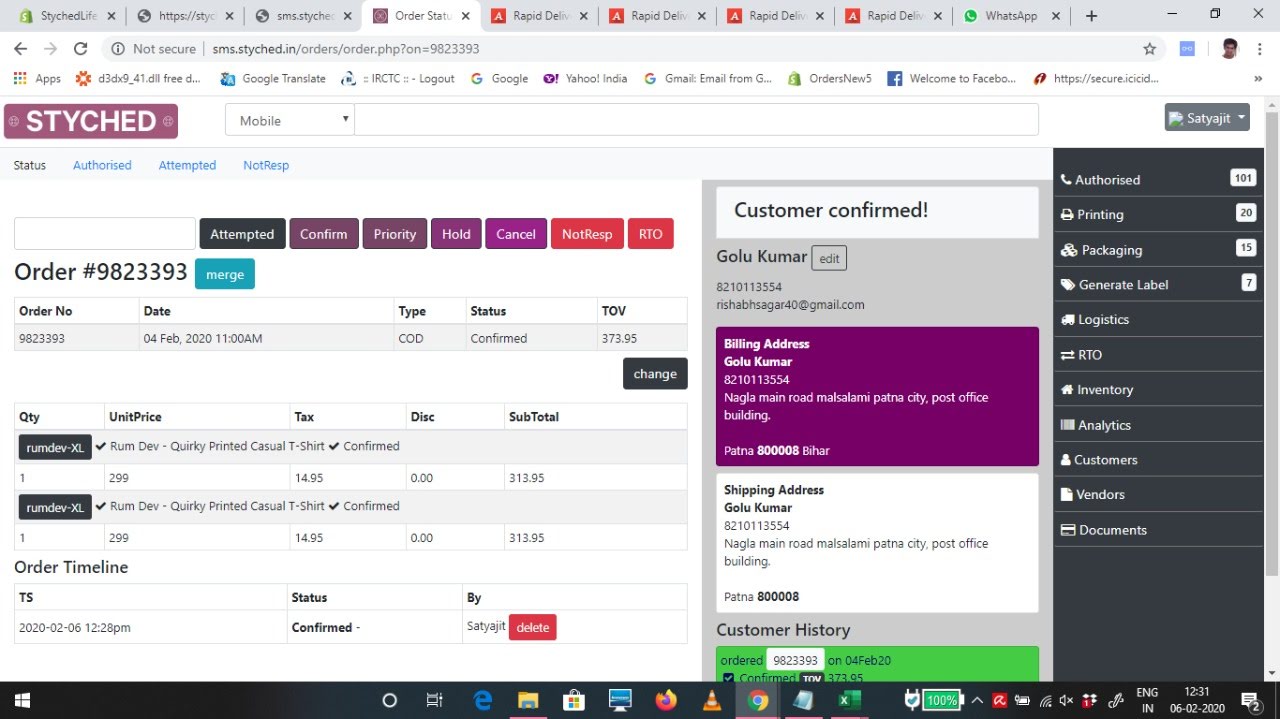 StychedLife
https://styc
sms.styched
Order Statu
Rapid Delive
Rapid Delive
Rapid Delive
Rapid Delive
WhatsApp
Not secure | sms.styched.in/orders/order.php?on=9823393
Apps d3dx9_41.dll free d... Google Translate :: IRCTC :: - Logout Google Yahoo! India Gmail: Email from G... OrdersNew5 Welcome to Facebo... https://secure.icicid... »
STYCHED
Mobile
Satyajit
Status Authorised Attempted NotResp
Attempted Confirm Priority Hold Cancel NotResp RTO
Order #9823393 merge
Order No Date Type Status TOV
9823393 04 Feb, 2020 11:00AM COD Confirmed 373.95
change
Qty UnitPrice Tax Disc SubTotal
rumdev-XL Rum Dev - Quirky Printed Casual T-Shirt Confirmed
1 299 14.95 0.00 313.95
rumdev-XL Rum Dev - Quirky Printed Casual T-Shirt Confirmed
1 299 14.95 0.00 313.95
Order Timeline
TS Status By
2020-02-06 12:28pm Confirmed - Satyajit delete
Customer confirmed!
Golu Kumar edit
8210113554
rishabhsagar40@gmail.com
Billing Address
Golu Kumar
8210113554
Nagla main road malsalami patna city, post office
building.
Patna 800008 Bihar
Shipping Address
Golu Kumar
8210113554
Nagla main road malsalami patna city, post office
building.
Patna 800008
Customer History
ordered 9823393 on 04Feb20
Confirmed TOV 373.95
Authorised 101
Printing 20
Packaging 15
Generate Label 7
Logistics
RTO
Inventory
Analytics
Customers
Vendors
Documents
100%
ENG
IN
12:31
06-02-2020
2